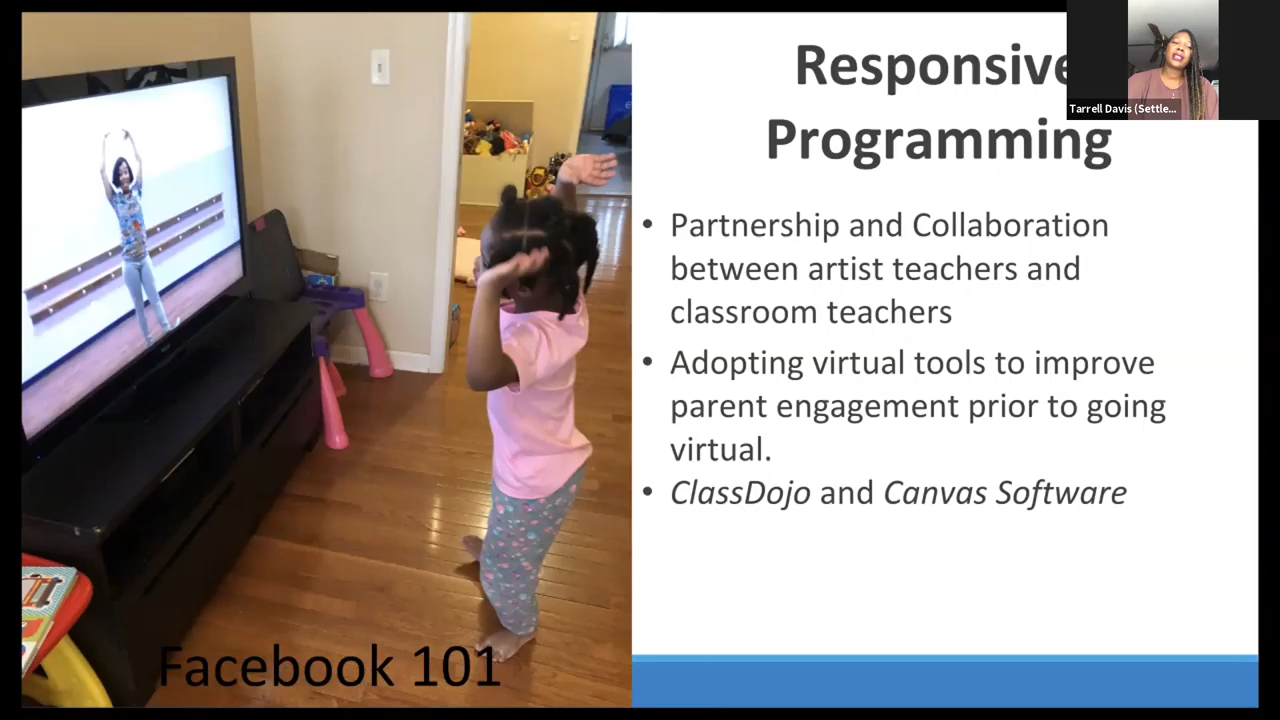 Responsive
Programming
Tarrell Davis (Settle...
• Partnership and Collaboration
between artist teachers and
classroom teachers
• Adopting virtual tools to improve
parent engagement prior to going
virtual.
• ClassDojo and Canvas Software
Facebook 101